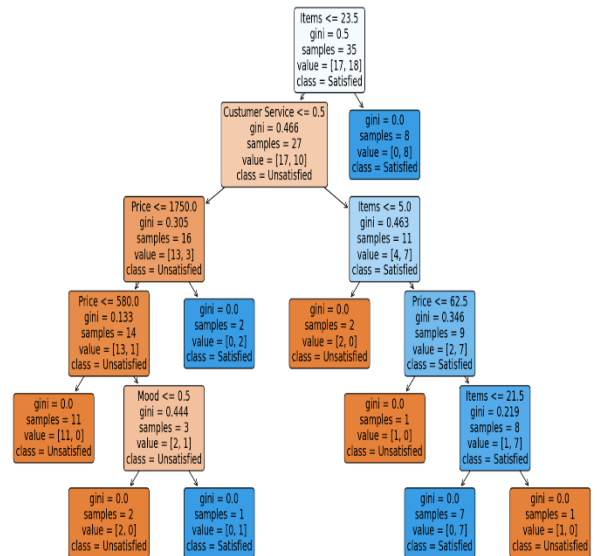 Items <= 23.5
gini = 0.5
samples = 35
value = [17, 18]
class = Satisfied
Custumer Service <= 0.5
gini = 0.466
samples = 27
value = [17, 10]
class = Unsatisfied
gini = 0.0
samples = 8
value = [0, 8]
class = Satisfied
Price <= 1750.0
gini = 0.305
samples = 16
value = [13, 3]
class = Unsatisfied
Items <= 5.0
gini = 0.463
samples = 11
value = [4, 7]
class = Satisfied
Price <= 580.0
gini = 0.133
samples = 14
value = [13, 1]
class = Unsatisfied
gini = 0.0
samples = 2
value = [0, 2]
class = Satisfied
gini = 0.0
samples = 2
value = [2, 0]
class = Unsatisfied
Price <= 62.5
gini = 0.346
samples = 9
value = [2, 7]
class = Satisfied
gini = 0.0
samples = 11
value = [11, 0]
class = Unsatisfied
Mood <= 0.5
gini = 0.444
samples = 3
value = [2, 1]
class = Unsatisfied
gini = 0.0
samples = 1
value = [1, 0]
class = Unsatisfied
Items <= 21.5
gini = 0.219
samples = 8
value = [1, 7]
class = Satisfied
gini = 0.0
samples = 2
value = [2, 0]
class = Unsatisfied
gini = 0.0
samples = 1
value = [0, 1]
class = Satisfied
gini = 0.0
samples = 7
value = [0, 7]
class = Satisfied
gini = 0.0
samples = 1
value = [1, 0]
class = Unsatisfied